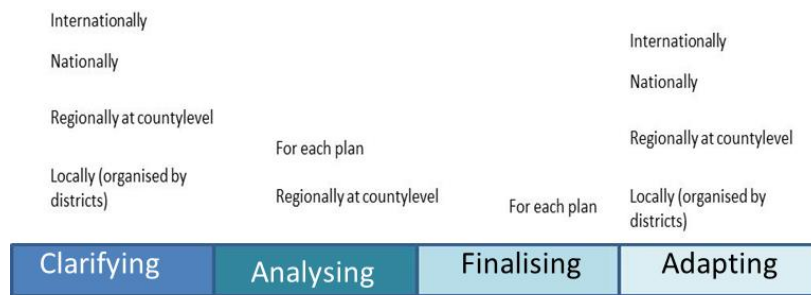 Internationally
Nationally
Regionally at countylevel
Locally (organised by
districts)
For each plan
Regionally at countylevel
For each plan
Internationally
Nationally
Regionally at countylevel
Locally (organised by
districts)
Clarifying
Analysing
Finalising
Adapting